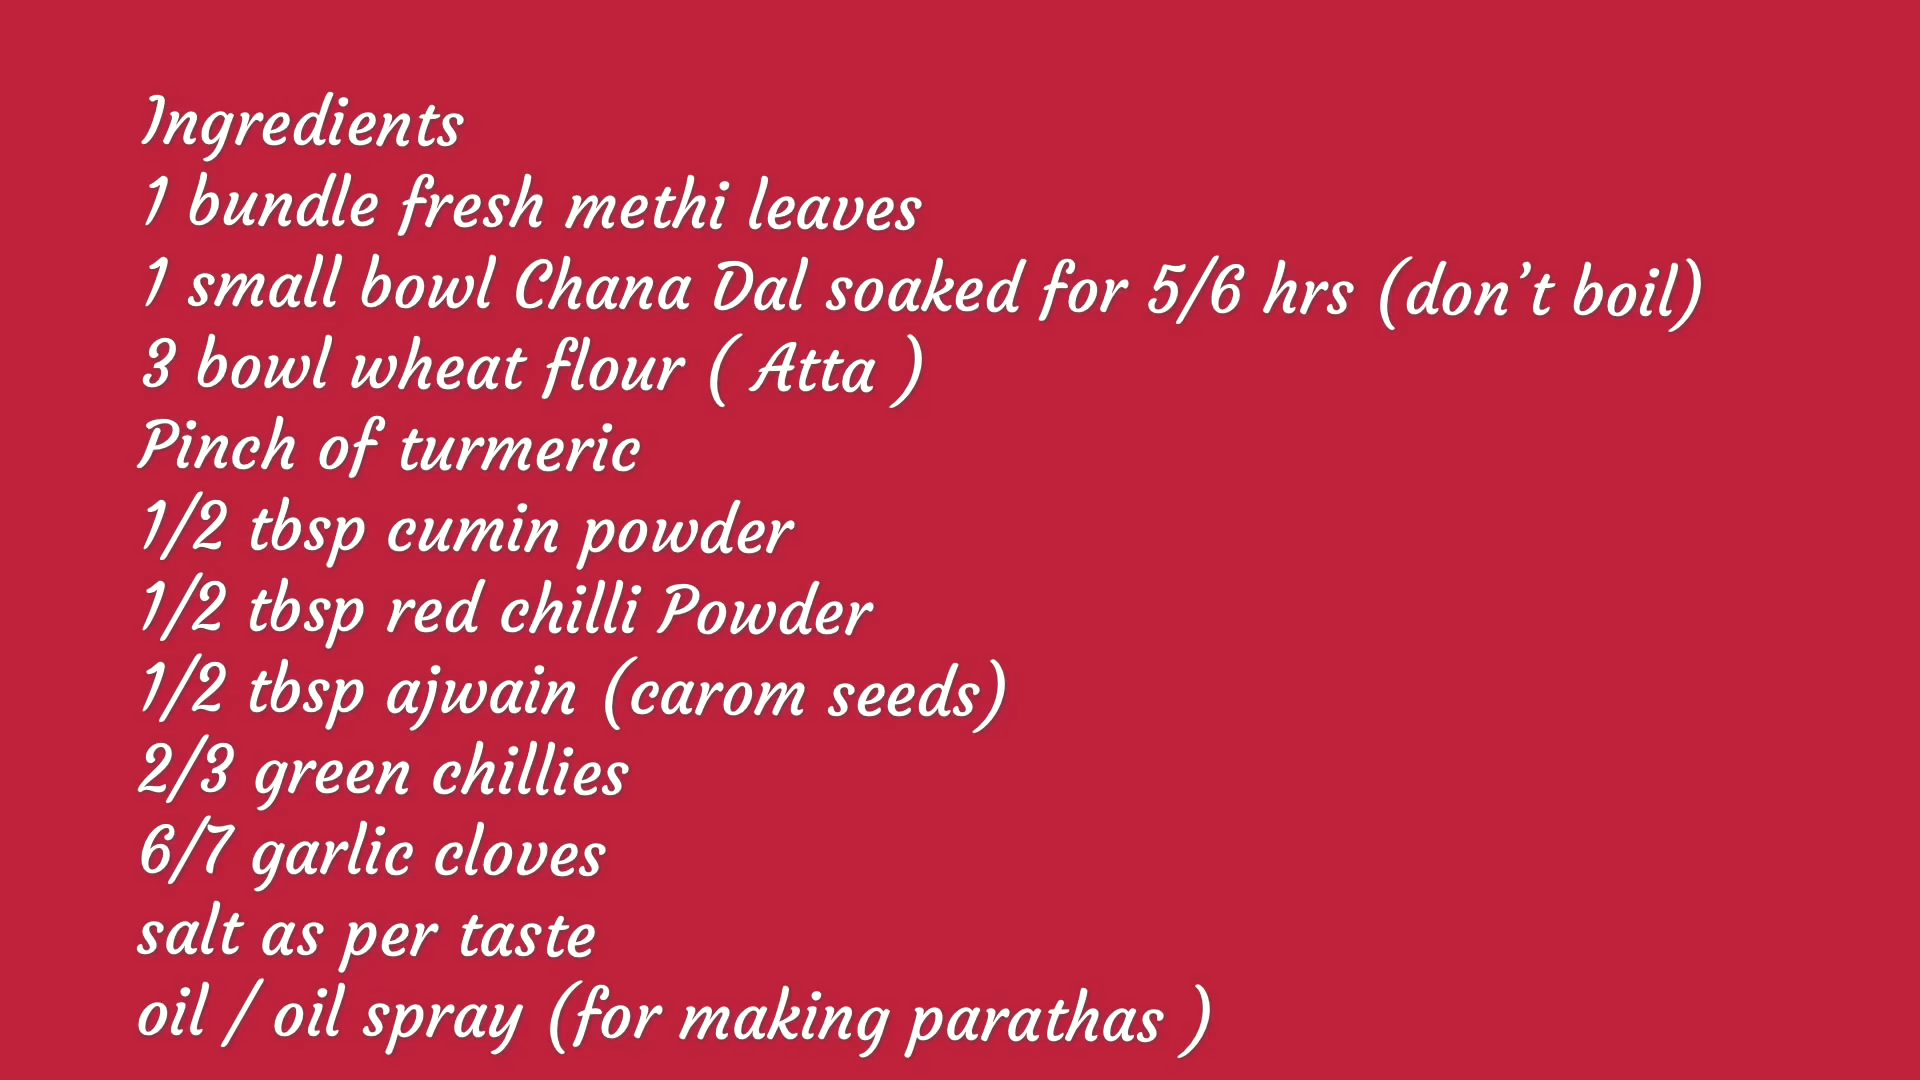 Ingredients
1 bundle fresh methi leaves
1 small bowl Chana Dal soaked for 5/6 hrs (don’t boil)
3 bowl wheat flour ( Atta )
Pinch of turmeric
1/2 tbsp cumin powder
1/2 tbsp red chilli Powder
1/2 tbsp ajwain (carom seeds)
2/3 green chillies
6/7 garlic cloves
salt as per taste
oil / oil spray (for making parathas )